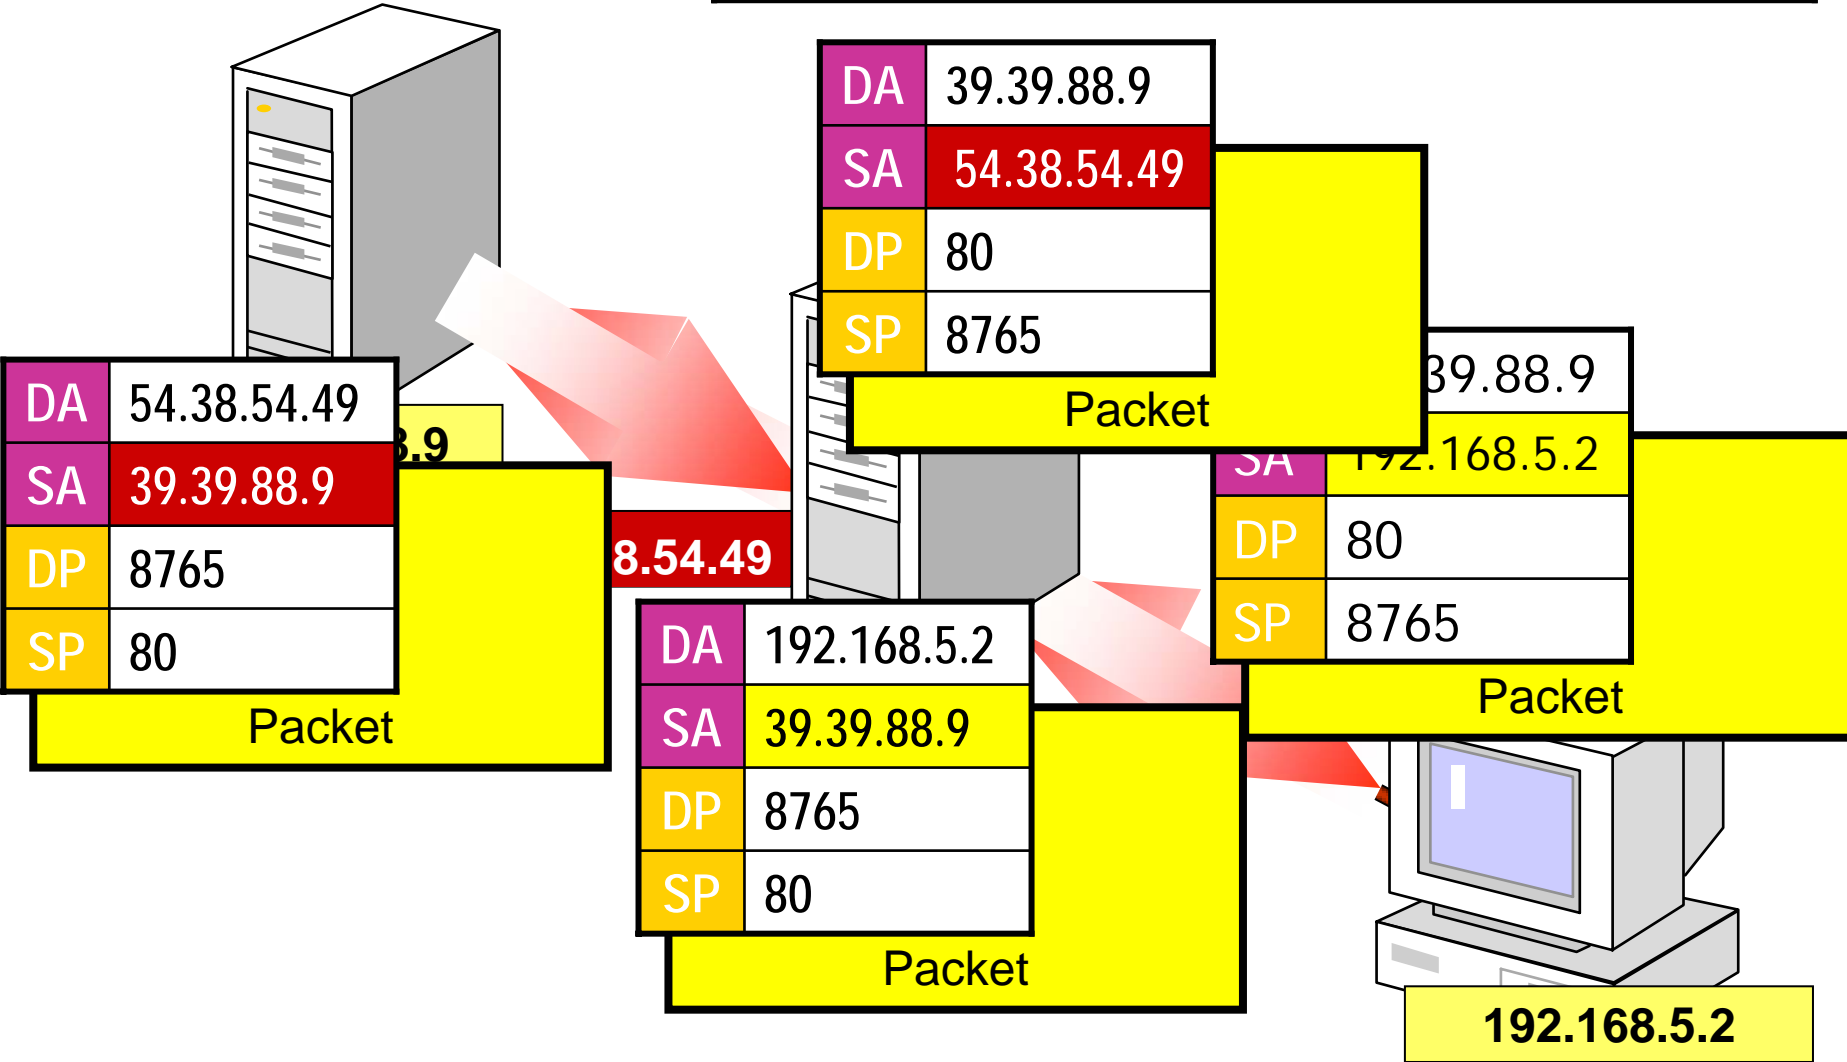 DA 39.39.88.9
SA 54.38.54.49
DP 80
SP 8765
Packet
39.88.9
SA 192.168.5.2
DP 80
SP 8765
Packet
DA 54.38.54.49
SA 39.39.88.9
DP 8765
SP 80
Packet
8.9
8.54.49
DA 192.168.5.2
SA 39.39.88.9
DP 8765
SP 80
Packet
192.168.5.2